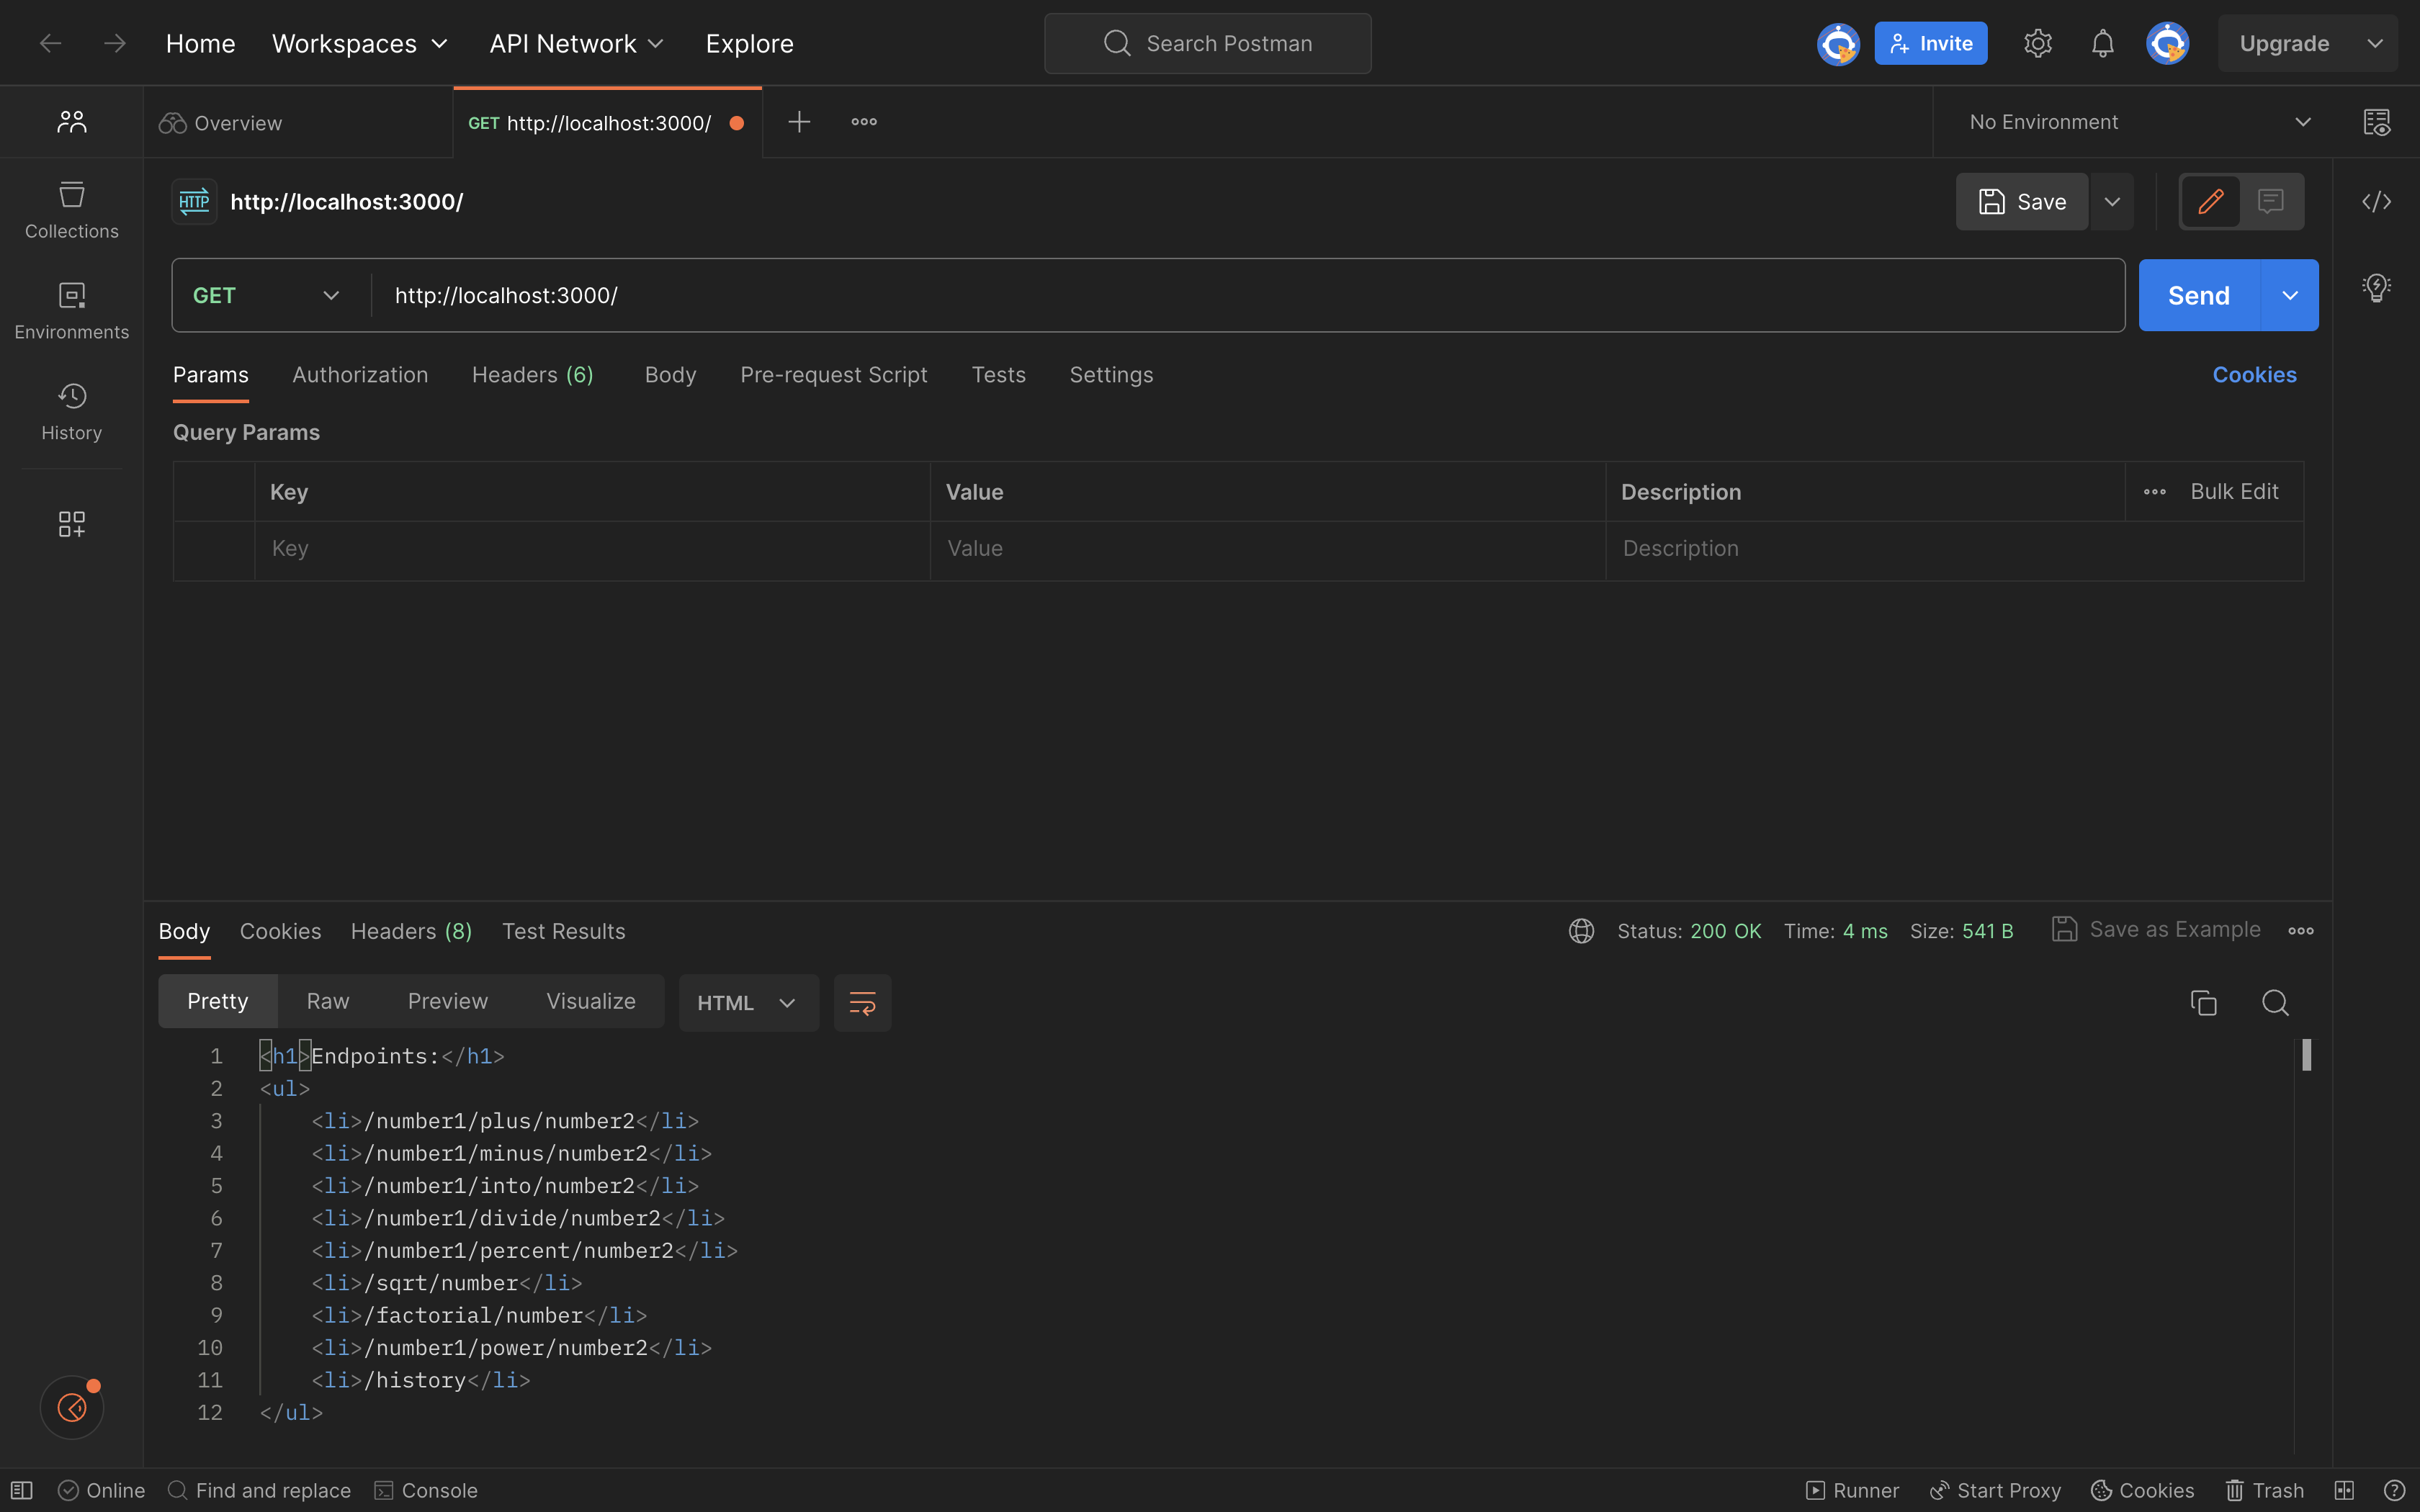 Home Workspaces API Network Explore Search Postman Invite Upgrade
Overview GET http://localhost:3000/ No Environment
HTTP http://localhost:3000/ Save
Collections
GET http://localhost:3000/ Send
Environments
Params Authorization Headers (6) Body Pre-request Script Tests Settings Cookies
History
Query Params
Key Value Description Bulk Edit
Key Value Description
Body Cookies Headers (8) Test Results Status: 200 OK Time: 4 ms Size: 541 B Save as Example
Pretty Raw Preview Visualize HTML
1 <h1>Endpoints:</h1>
2 <ul>
3 <li>/number1/plus/number2</li>
4 <li>/number1/minus/number2</li>
5 <li>/number1/into/number2</li>
6 <li>/number1/divide/number2</li>
7 <li>/number1/percent/number2</li>
8 <li>/sqrt/number</li>
9 <li>/factorial/number</li>
10 <li>/number1/power/number2</li>
11 <li>/history</li>
12 </ul>
Online Find and replace Console Runner Start Proxy Cookies Trash